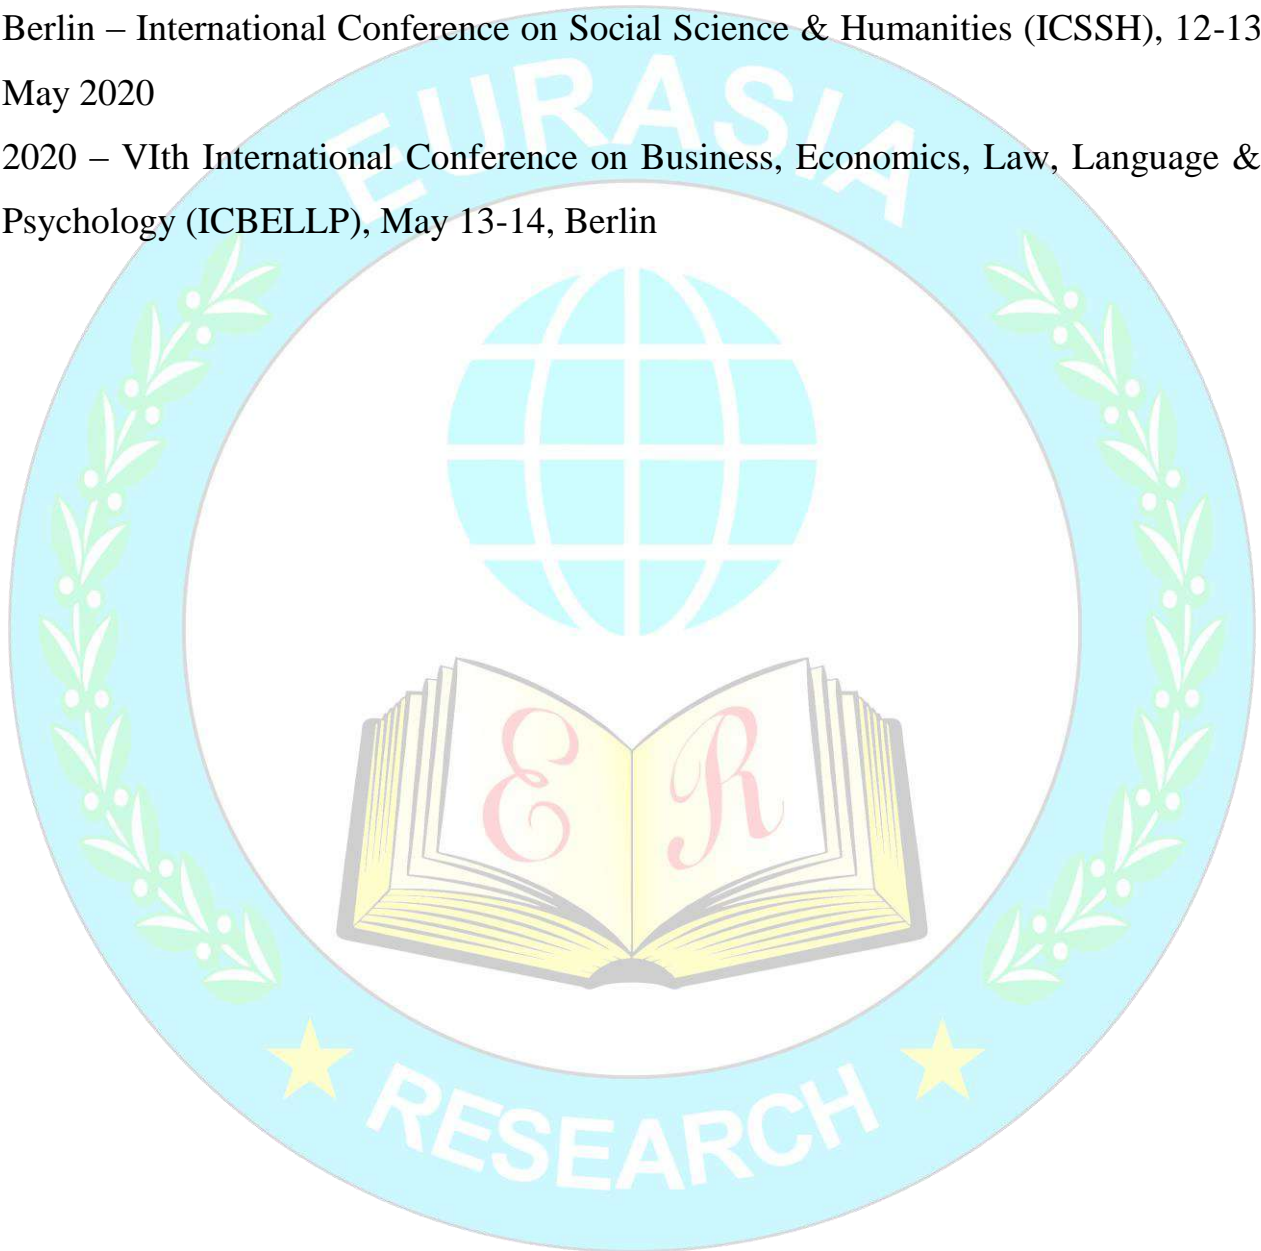 Berlin – International Conference on Social Science & Humanities (ICSSH), 12-13
May 2020
2020 – VIth International Conference on Business, Economics, Law, Language &
Psychology (ICBELLP), May 13-14, Berlin
EURASIA
E R
RESEARCH